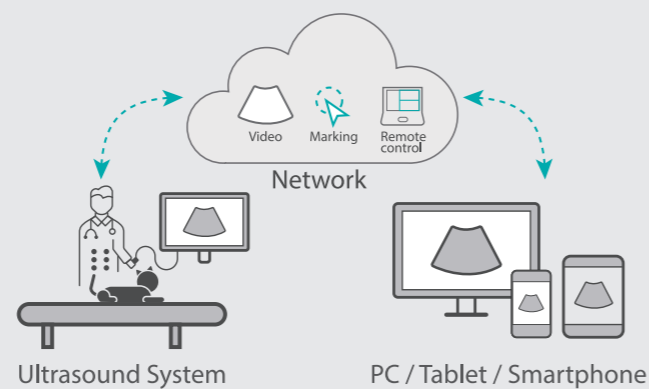 Video
Marking
Remote
control
Network
Ultrasound System
PC / Tablet / Smartphone